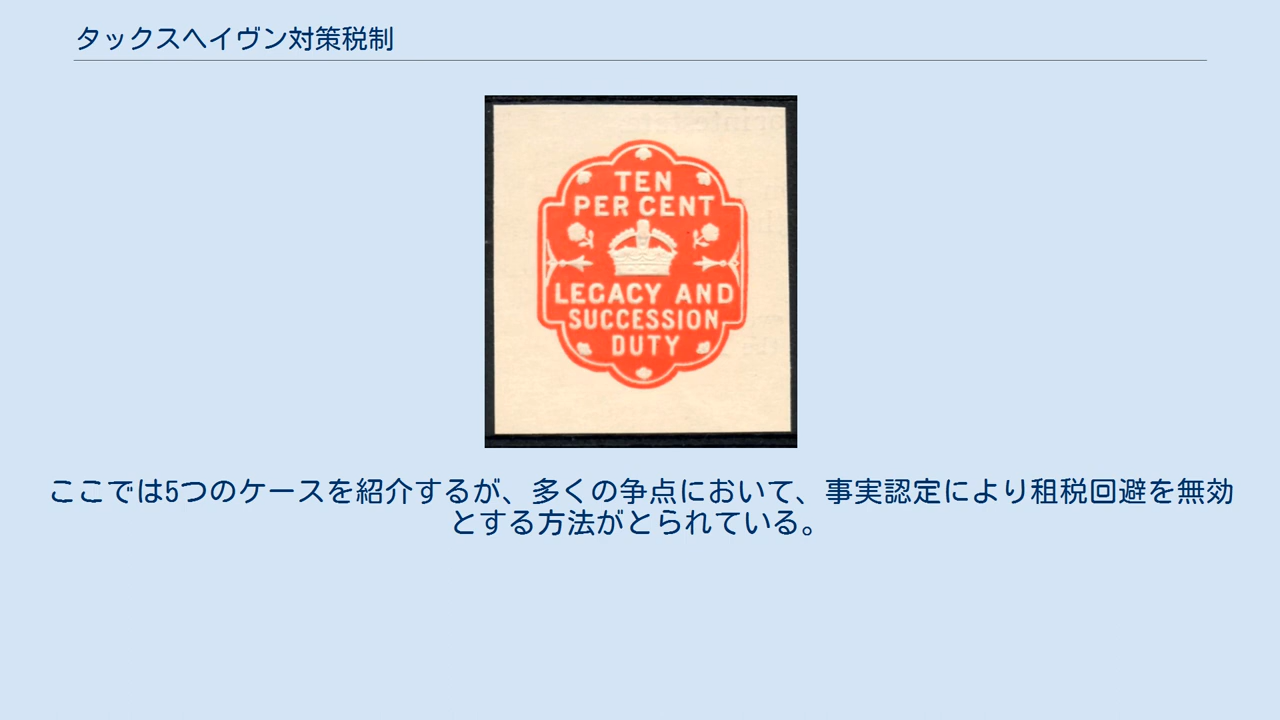 タックスヘイヴン対策税制
TEN
PER CENT
LEGACY AND
SUCCESSION
DUTY
ここでは5つのケースを紹介するが、多くの争点において、事実認定により租税回避を無効
とする方法がとられている。